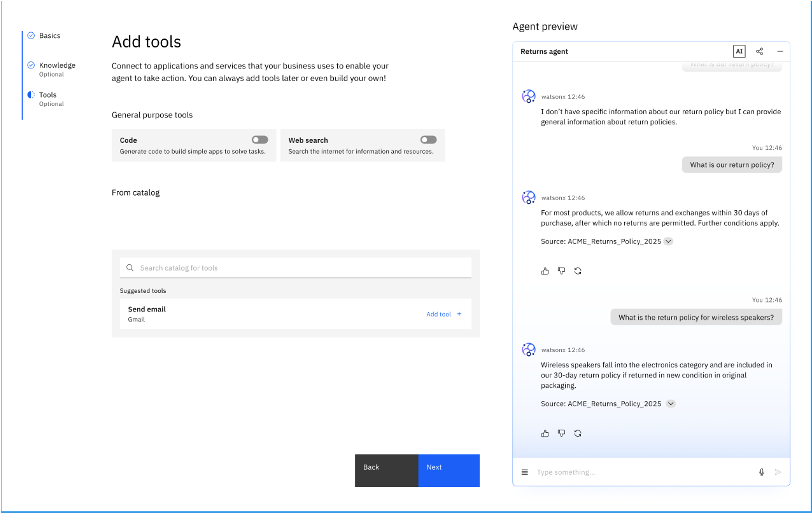 Basics
Knowledge
Optional
Tools
Optional
Add tools
Connect to applications and services that your business uses to enable your
agent to take action. You can always add tools later or even build your own!
General purpose tools
Code
Generate code to build simple apps to solve tasks.
Web search
Search the internet for information and resources.
From catalog
Search catalog for tools
Suggested tools
Send email
Gmail
Add tool +
Back
Next
Agent preview
Returns agent
AI
What is our return policy?
watsonx 12:46
I don't have specific information about our return policy but I can provide
general information about return policies.
You 12:46
What is our return policy?
watsonx 12:46
For most products, we allow returns and exchanges within 30 days of
purchase, after which no returns are permitted. Further conditions apply.
Source: ACME_Returns_Policy_2025
You 12:46
What is the return policy for wireless speakers?
watsonx 12:46
Wireless speakers fall into the electronics category and are included in
our 30-day return policy if returned in new condition in original
packaging.
Source: ACME_Returns_Policy_2025
Type something...